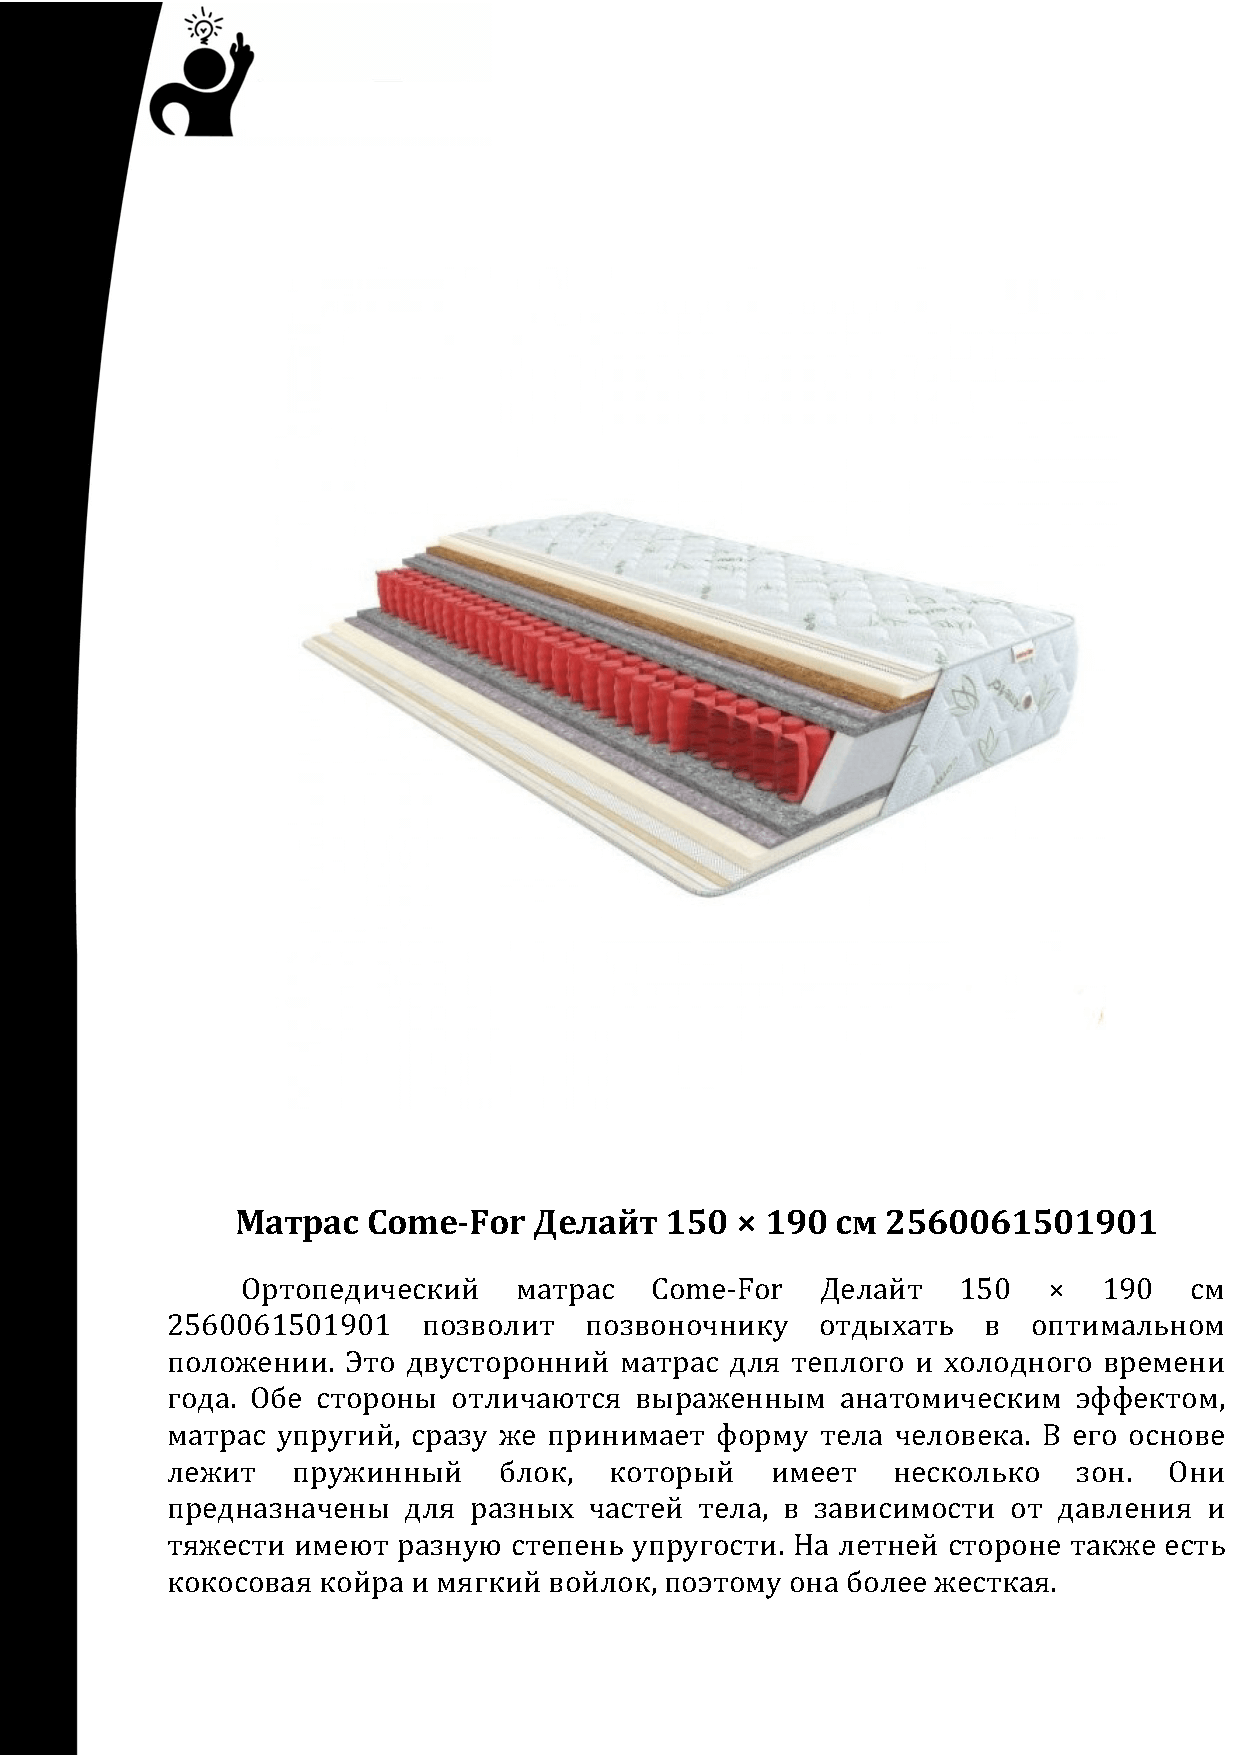 Матрас Come-For Делайт 150 × 190 см 2560061501901
Ортопедический матрас Come-For Делайт 150 × 190 см
2560061501901 позволит позвоночнику отдыхать в оптимальном
положении. Это двусторонний матрас для теплого и холодного времени
года. Обе стороны отличаются выраженным анатомическим эффектом,
матрас упругий, сразу же принимает форму тела человека. В его основе
лежит пружинный блок, который имеет несколько зон. Они
предназначены для разных частей тела, в зависимости от давления и
тяжести имеют разную степень упругости. На летней стороне также есть
кокосовая койра и мягкий войлок, поэтому она более жесткая.